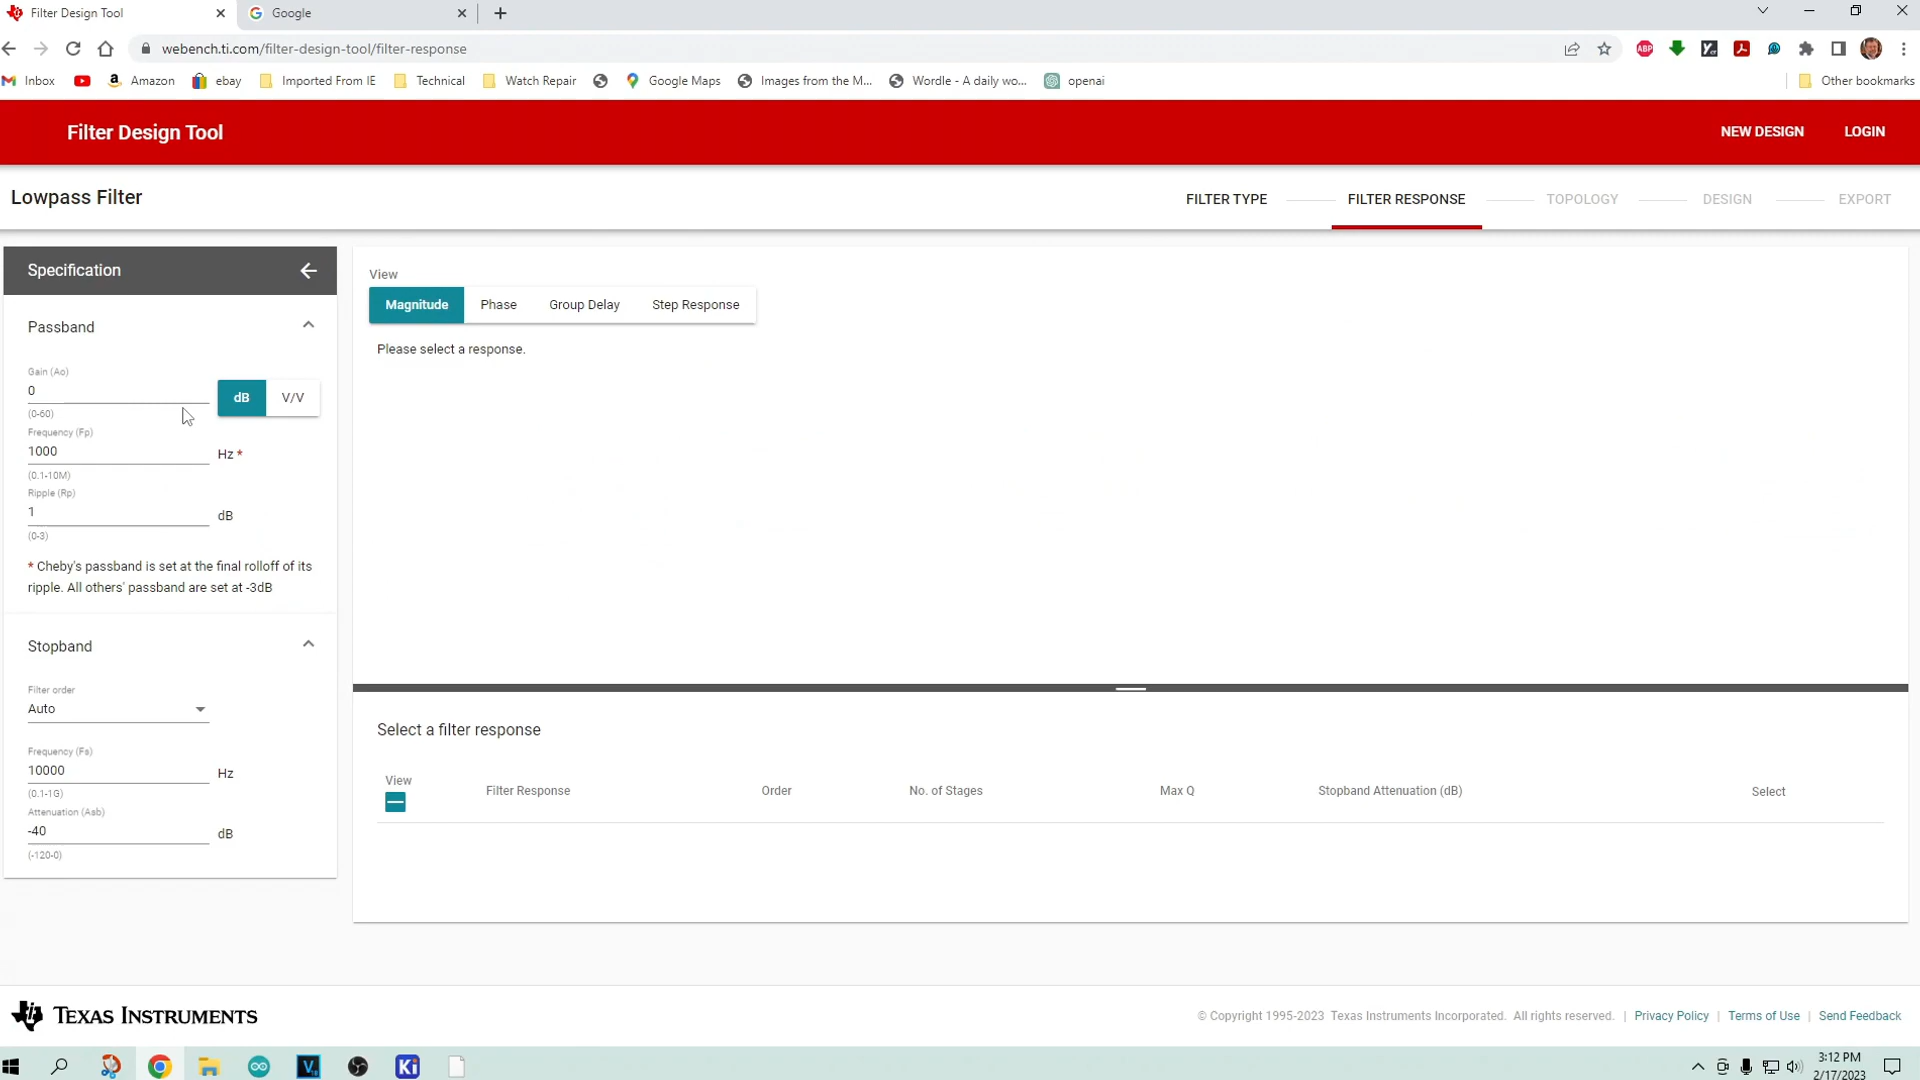 Filter Design Tool
Google
webench.ti.com/filter-design-tool/filter-response
ABP
Inbox
Amazon
ebay
Imported From IE
Technical
Watch Repair
Google Maps
Images from the M...
Wordle - A daily wo...
openai
Other bookmarks
Filter Design Tool
NEW DESIGN
LOGIN
Lowpass Filter
FILTER TYPE
FILTER RESPONSE
TOPOLOGY
DESIGN
EXPORT
Specification
Passband
Gain (Ao)
0
dB
V/V
(0-60)
Frequency (Fp)
1000
Hz *
(0.1-10M)
Ripple (Rp)
1
dB
(0-3)
* Cheby's passband is set at the final rolloff of its
ripple. All others' passband are set at -3dB
Stopband
Filter order
Auto
Frequency (Fs)
10000
Hz
(0.1-1G)
Attenuation (Asb)
-40
dB
(-120-0)
View
Magnitude
Phase
Group Delay
Step Response
Please select a response.
Select a filter response
View
Filter Response
Order
No. of Stages
Max Q
Stopband Attenuation (dB)
Select
TEXAS INSTRUMENTS
© Copyright 1995-2023 Texas Instruments Incorporated. All rights reserved. | Privacy Policy | Terms of Use | Send Feedback
Ki
3:12 PM
2/17/2023